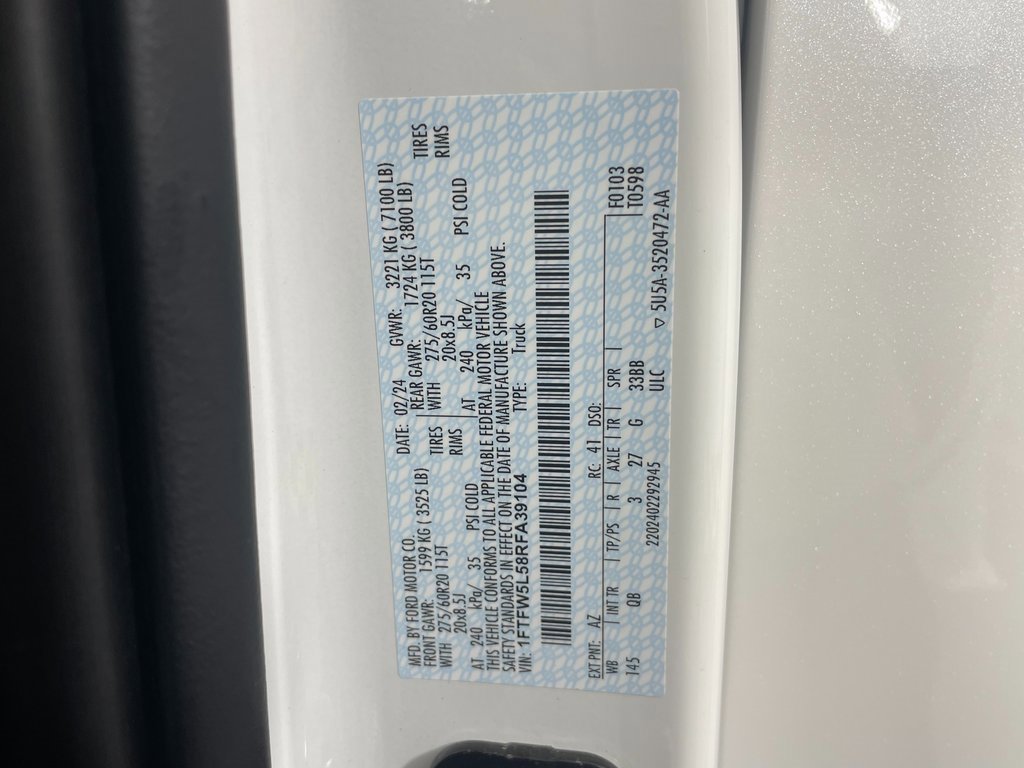 MFD. BY FORD MOTOR CO.
DATE: 02/24 GVWR: 3221 KG ( 7100 LB)
FRONT GAWR: 1599 KG ( 3525 LB) REAR GAWR: 1724 KG ( 3800 LB)
WITH 275/60R20 115T TIRES WITH 275/60R20 115T TIRES
20x8.5J RIMS 20x8.5J RIMS
AT 240 kPa/ 35 PSI COLD AT 240 kPa/ 35 PSI COLD
THIS VEHICLE CONFORMS TO ALL APPLICABLE FEDERAL MOTOR VEHICLE
SAFETY STANDARDS IN EFFECT ON THE DATE OF MANUFACTURE SHOWN ABOVE.
VIN: 1FTFW5L58RFA39104 TYPE: Truck
EXT PNT: AZ RC: 41 DSO: F0103
WB INT TR TP/PS R AXLE TR SPR T0598
145 QB 3 27 G 33BB
2202402292945 ULC ▽ 5U5A-3520472-AA